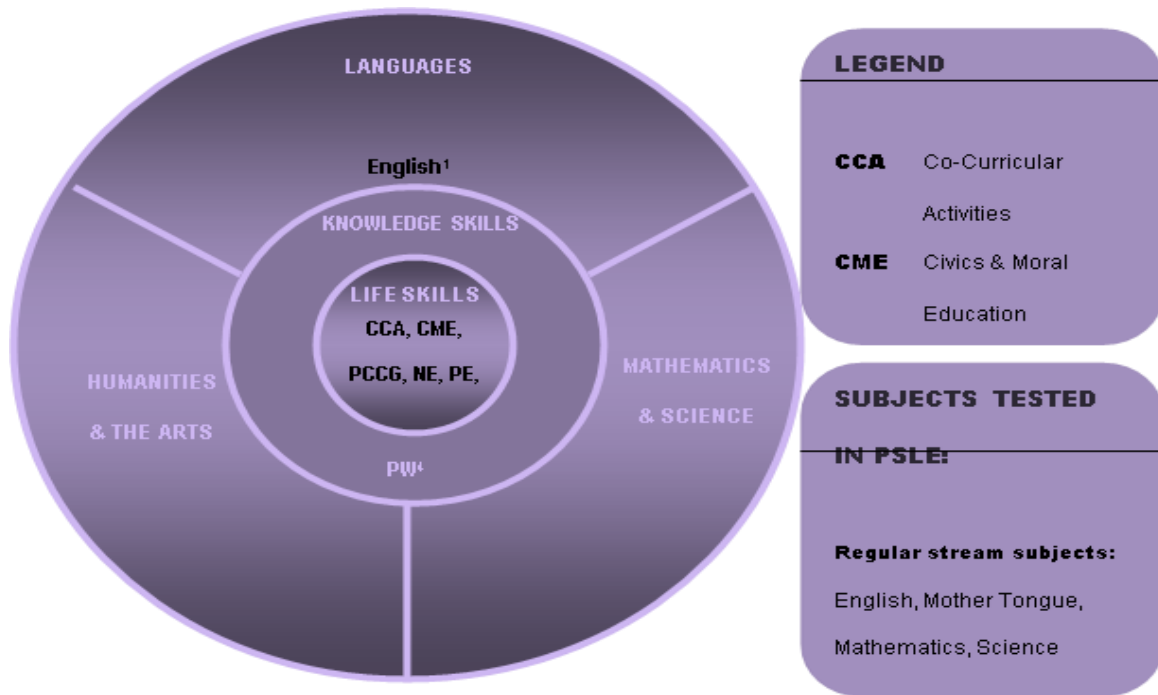 LANGUAGES
English¹
KNOWLEDGE SKILLS
LIFE SKILLS
CCA, CME,
PCCG, NE, PE,
HUMANITIES
& THE ARTS
MATHEMATICS
& SCIENCE
PW⁴
LEGEND
CCA Co-Curricular
Activities
CME Civics & Moral
Education
SUBJECTS TESTED
IN PSLE:
Regular stream subjects:
English, Mother Tongue,
Mathematics, Science